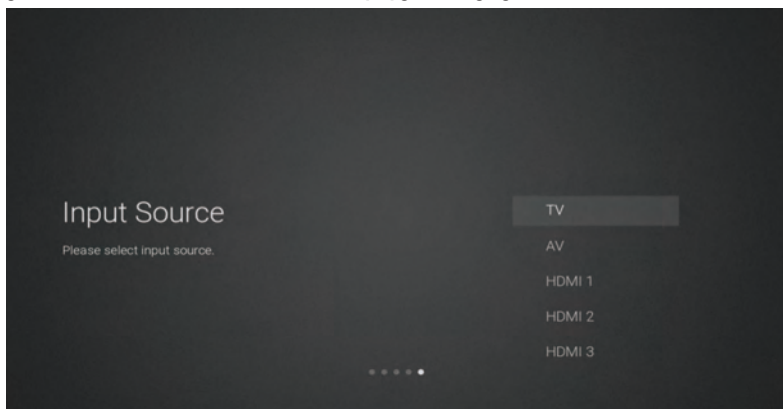 Input Source
Please select input source.
TV
AV
HDMI 1
HDMI 2
HDMI 3